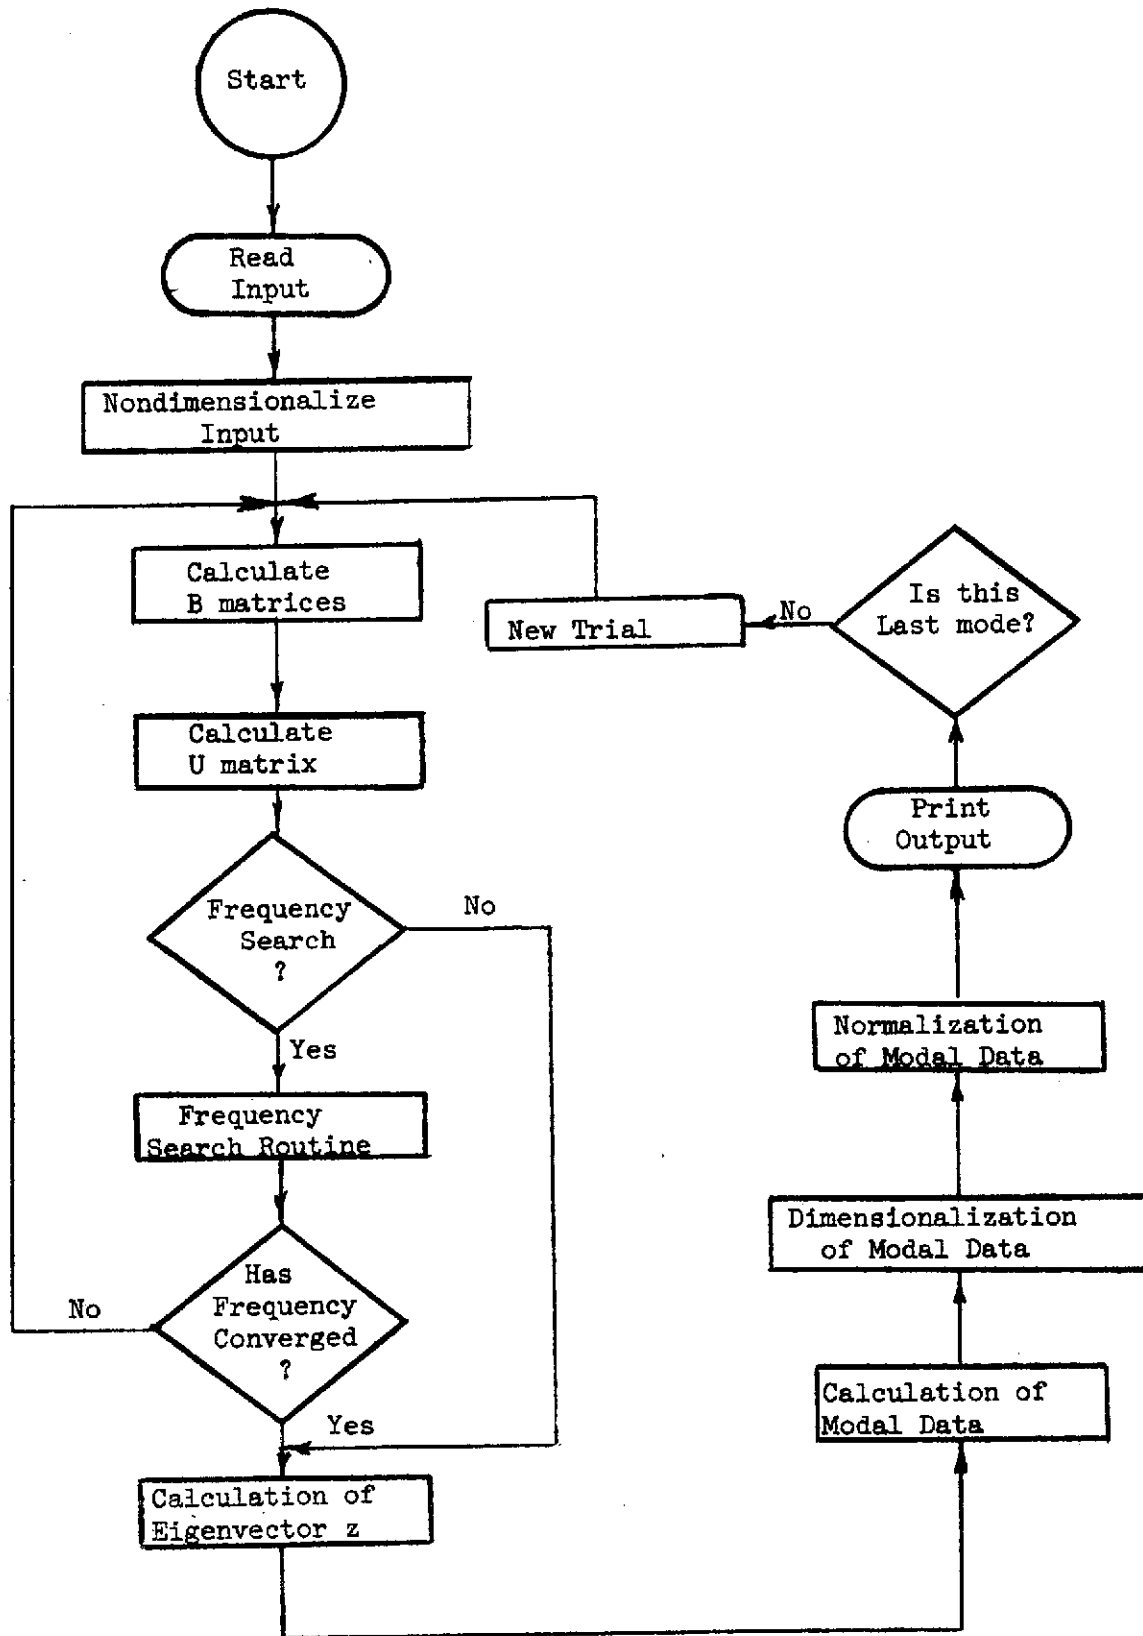 Start
Read
Input
Nondimensionalize
Input
Calculate
B matrices
Calculate
U matrix
Frequency
Search
?
No
Yes
Frequency
Search Routine
Has
Frequency
Converged
?
No
Yes
Calculation of
Eigenvector z
Calculation of
Modal Data
Dimensionalization
of Modal Data
Normalization
of Modal Data
Print
Output
Is this
Last mode?
No
New Trial